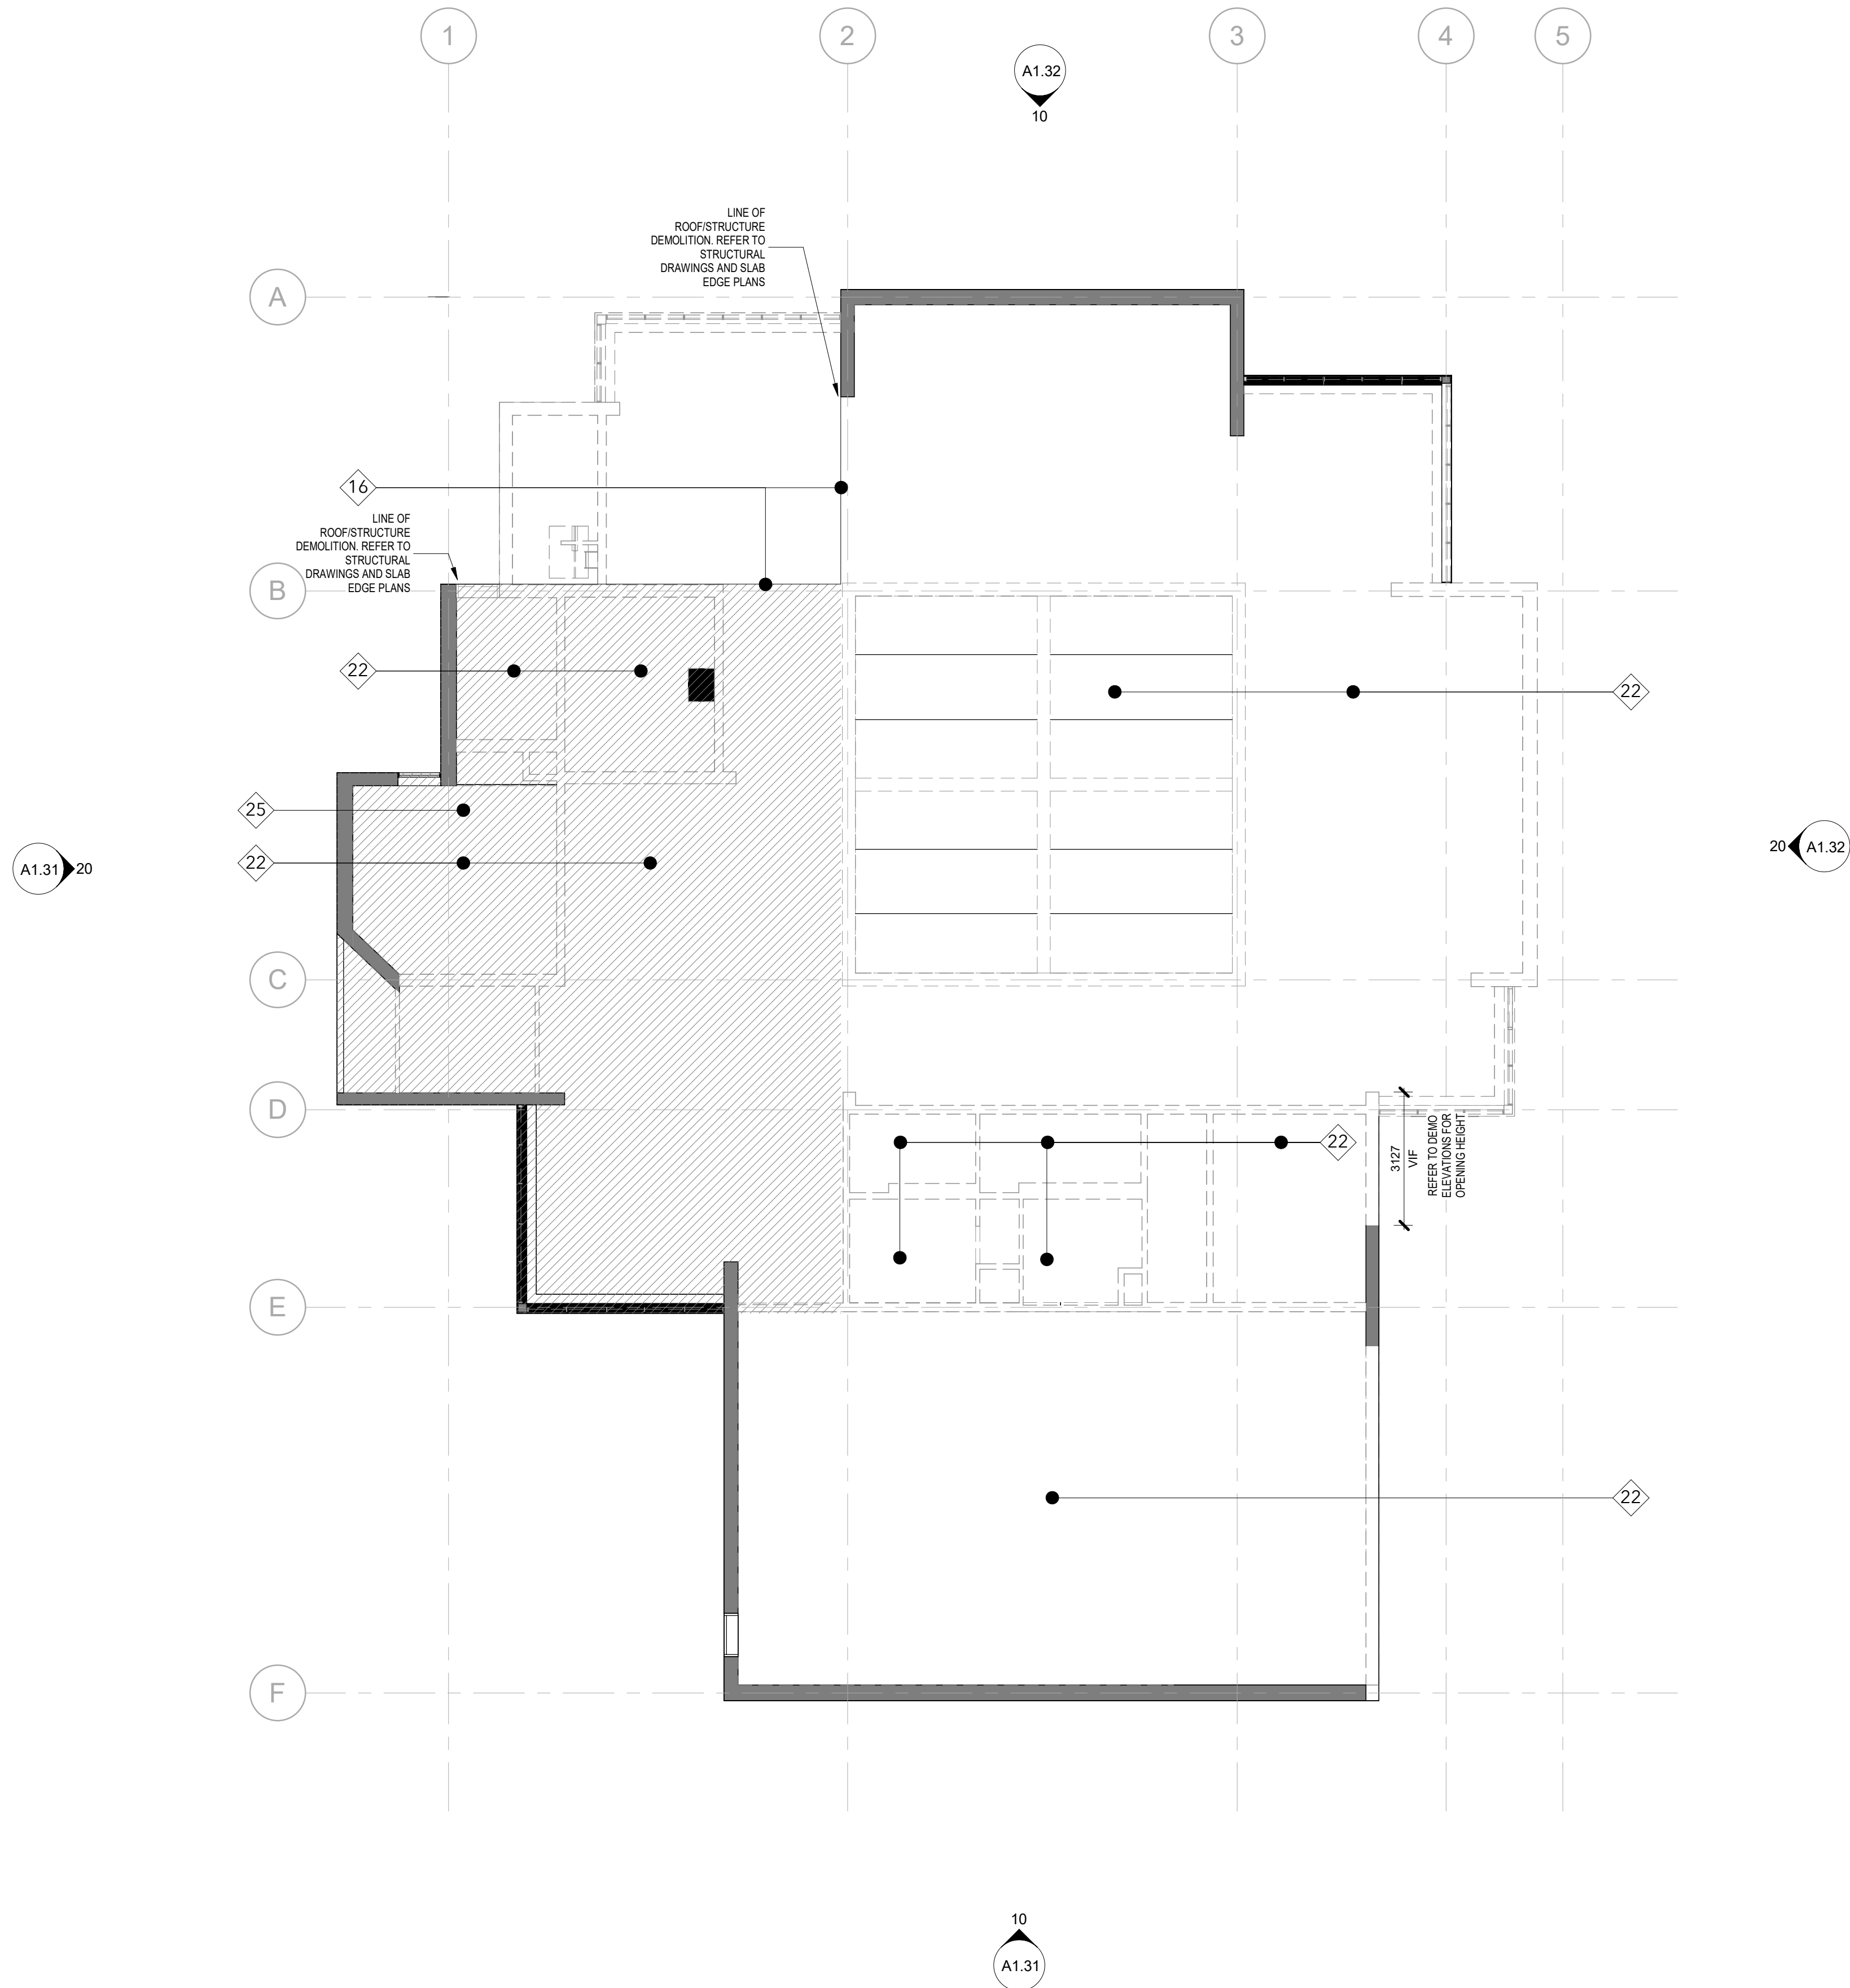 1
2
3
4
5
A1.32
10
LINE OF
ROOF/STRUCTURE
DEMOLITION. REFER TO
STRUCTURAL
DRAWINGS AND SLAB
EDGE PLANS
A
16
LINE OF
ROOF/STRUCTURE
DEMOLITION. REFER TO
STRUCTURAL
DRAWINGS AND SLAB
EDGE PLANS
B
22
22
25
22
A1.31
20
20
A1.32
C
D
3127
VIF
REFER TO DEMO
ELEVATIONS FOR
OPENING HEIGHT
22
E
22
F
10
A1.31